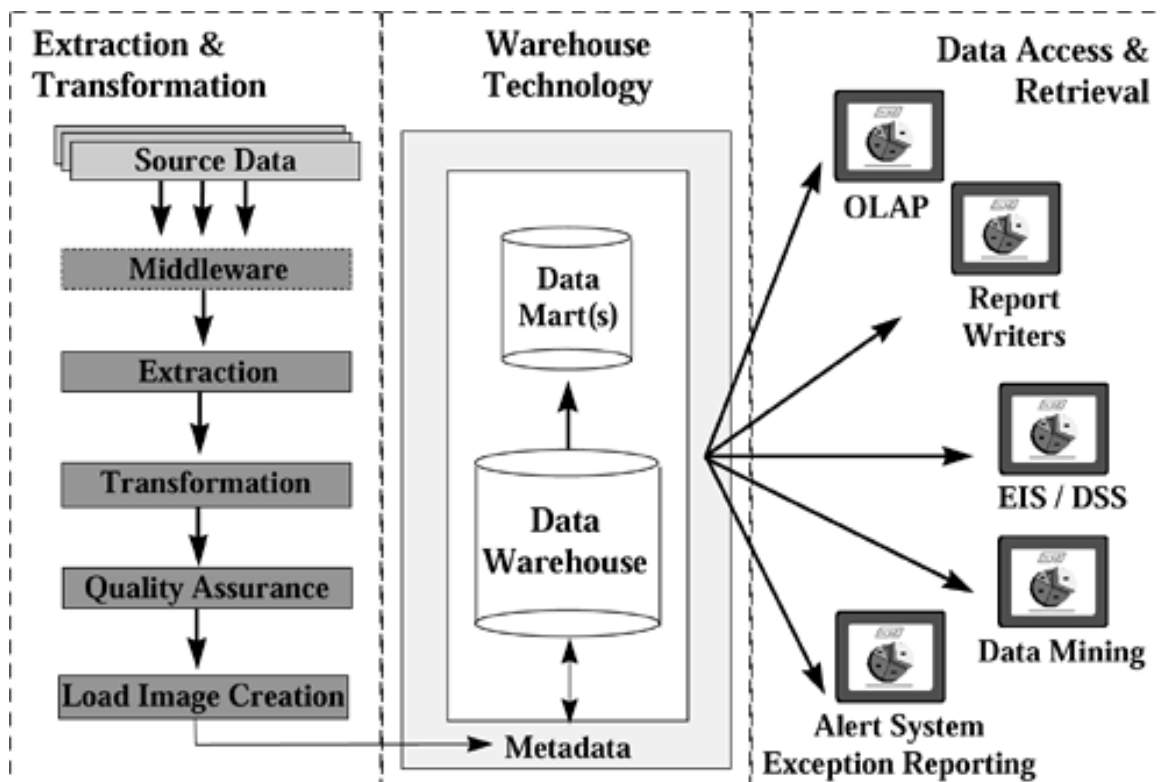 Extraction &
Transformation
Source Data
Middleware
Extraction
Transformation
Quality Assurance
Load Image Creation
Warehouse
Technology
Data
Mart(s)
Data
Warehouse
Metadata
Data Access &
Retrieval
OLAP
Report
Writers
EIS / DSS
Data Mining
Alert System
Exception Reporting